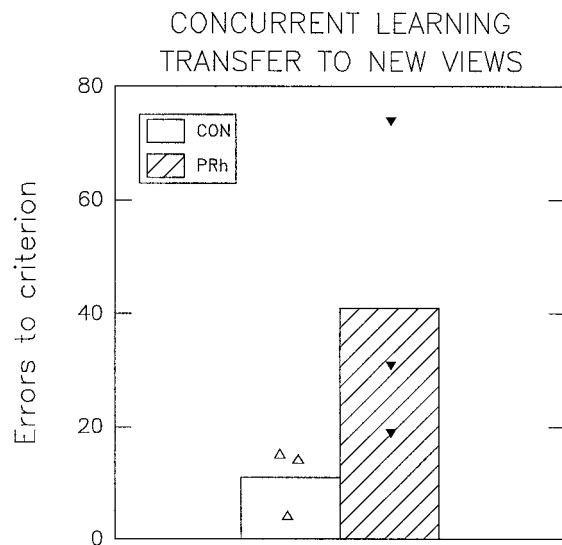 CONCURRENT LEARNING
TRANSFER TO NEW VIEWS
80
60
40
20
0
Errors to criterion
CON
PRh